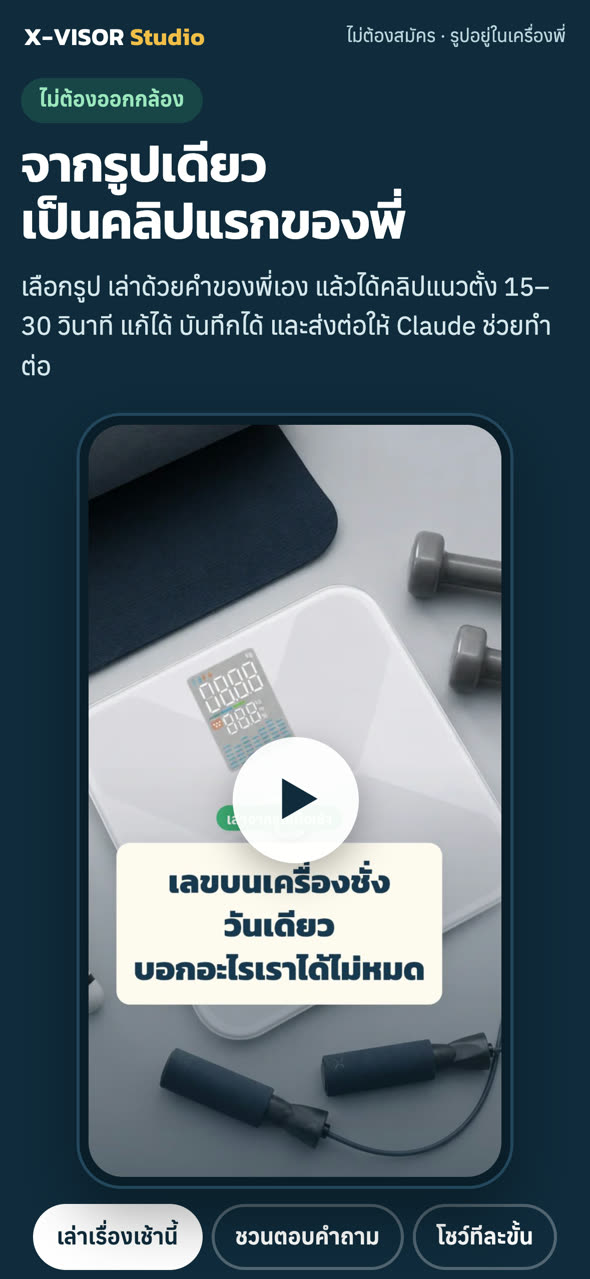 X-VISOR Studio
ไม่ต้องสมัคร · รูปอยู่ในเครื่องพี่
ไม่ต้องออกกล้อง
จากรูปเดียว
เป็นคลิปแรกของพี่
เลือกรูป เล่าด้วยคำของพี่เอง แล้วได้คลิปแนวตั้ง 15–
30 วินาที แก้ได้ บันทึกได้ และส่งต่อให้ Claude ช่วยทำ
ต่อ
เลขบนเครื่องชั่ง
วันเดียว
บอกอะไรเราได้ไม่หมด
เล่าเรื่องเช้านี้
ชวนตอบคำถาม
โชว์ทีละขั้น